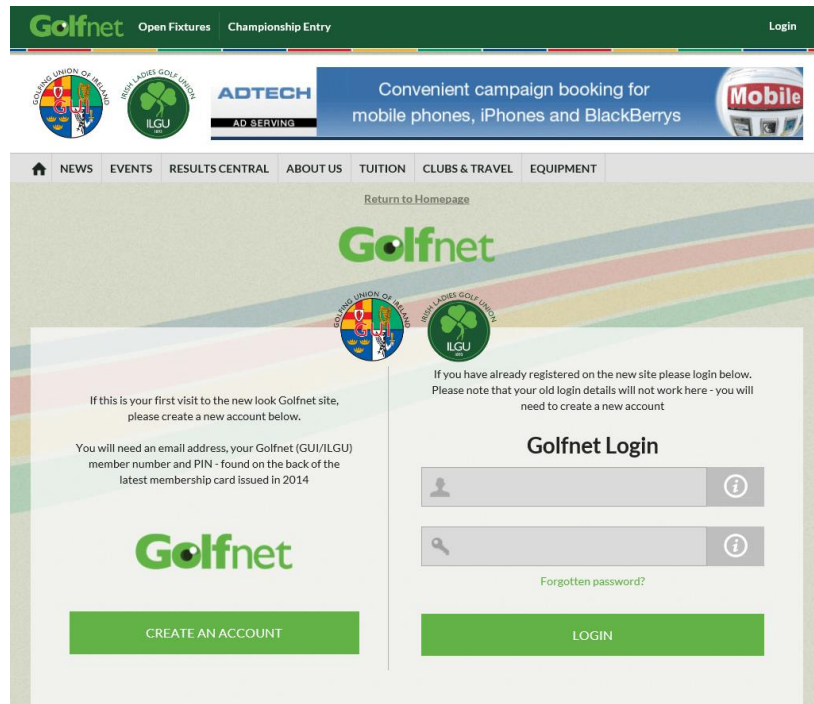 Golfnet Open Fixtures Championship Entry Login
GOLFING UNION OF IRELAND
GUI
IRISH LADIES GOLF UNION
ILGU
1893
ADTECH
AD SERVING
Convenient campaign booking for
mobile phones, iPhones and BlackBerrys
Mobile
NEWS EVENTS RESULTS CENTRAL ABOUT US TUITION CLUBS & TRAVEL EQUIPMENT
Return to Homepage
Golfnet
GOLFING UNION OF IRELAND
GUI
IRISH LADIES GOLF UNION
ILGU
1893
If this is your first visit to the new look Golfnet site,
please create a new account below.
You will need an email address, your Golfnet (GUI/ILGU)
member number and PIN - found on the back of the
latest membership card issued in 2014
Golfnet
CREATE AN ACCOUNT
If you have already registered on the new site please login below.
Please note that your old login details will not work here - you will
need to create a new account
Golfnet Login
Forgotten password?
LOGIN